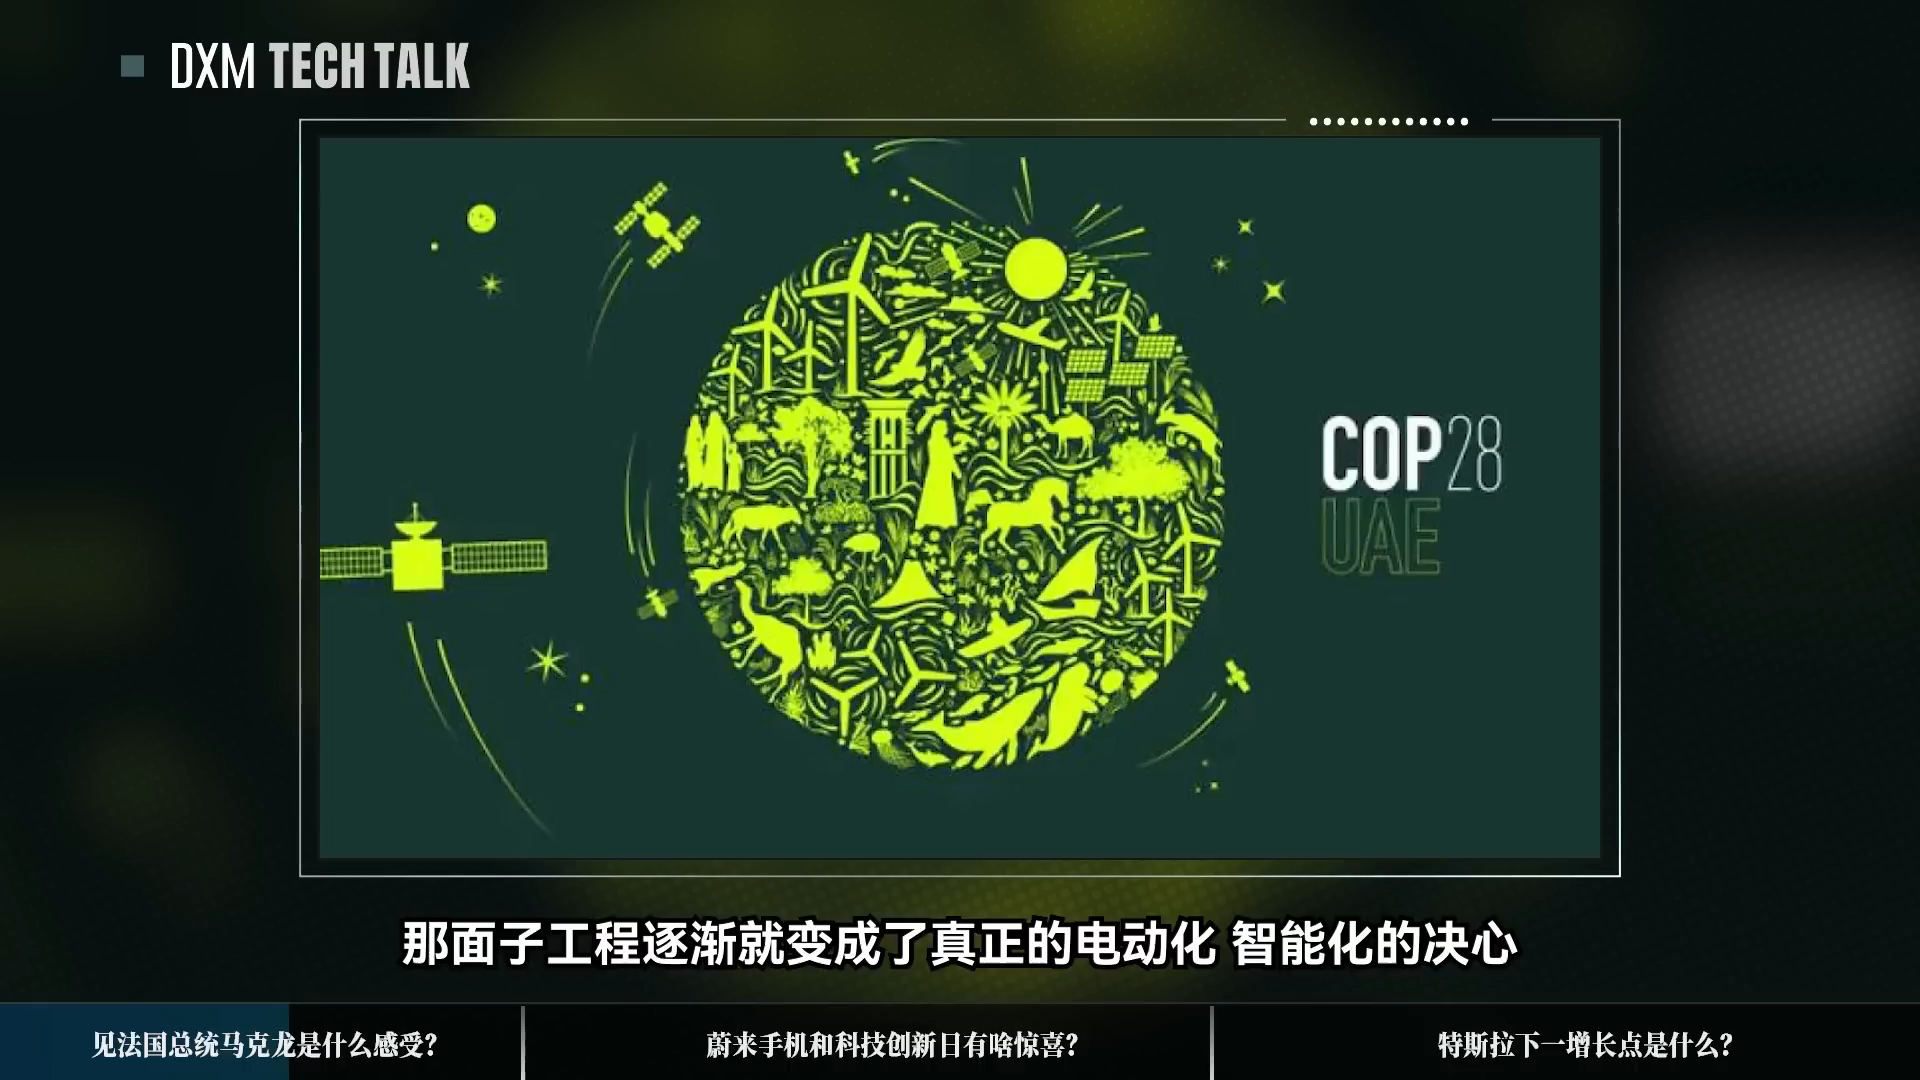 DXM TECH TALK
COP28
UAE
那面子工程逐渐就变成了真正的电动化 智能化的决心
见法国总统马克龙是什么感受?
蔚来手机和科技创新日有啥惊喜?
特斯拉下一增长点是什么?